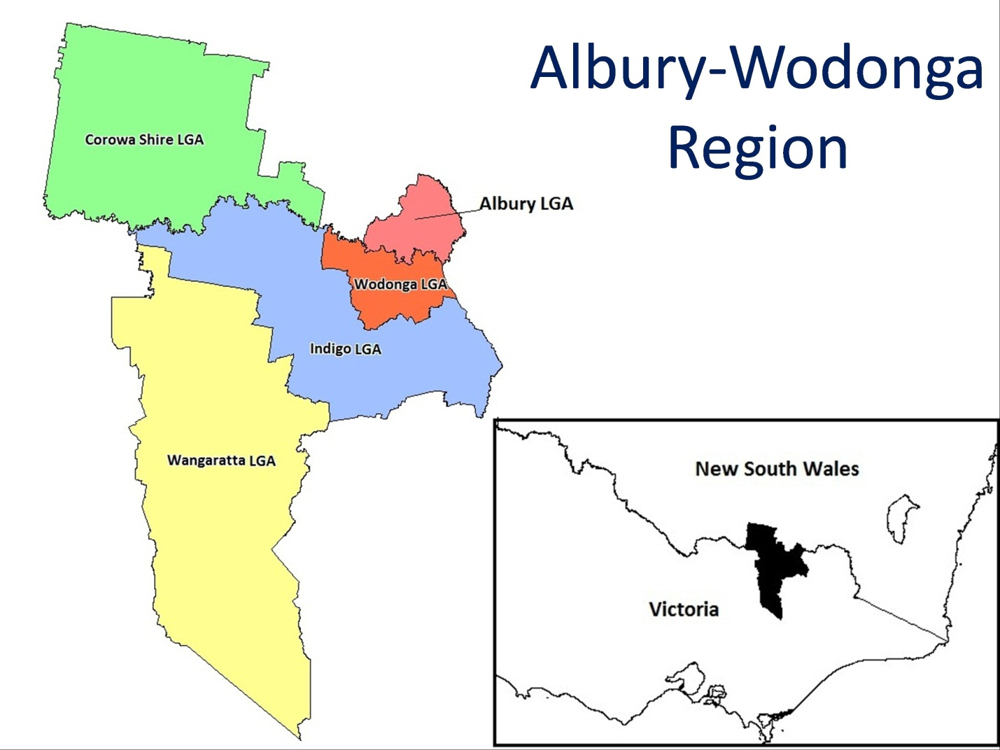 Albury-Wodonga
Region
Corowa Shire LGA
Albury LGA
Wodonga LGA
Indigo LGA
Wangaratta LGA
New South Wales
Victoria